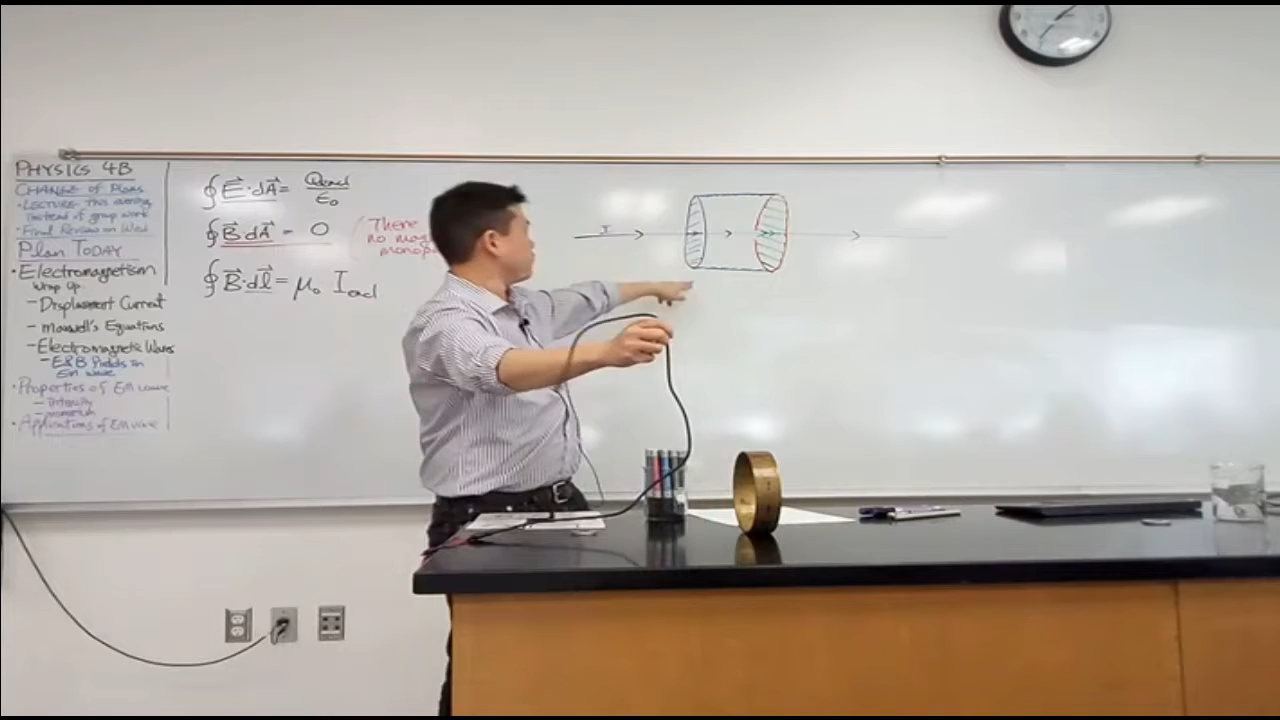 PHYSICS 4B
CHANGE of Plans
• LECTURE this evening
instead of group work
• Final Review on Wed
Plan TODAY
• Electromagnetism
wrap up
- Displacement Current
- Maxwell's Equations
- Electromagnetic Waves
- E&B fields in
EM wave
• Properties of EM wave
- intensity
- momentum
• Applications of EM wave
∮ E⃗·dA⃗ = Qencl/ε₀
∮ B⃗·dA⃗ = 0
(There
no mag
monop
∮ B⃗·dl⃗ = μ₀ Iencl
I